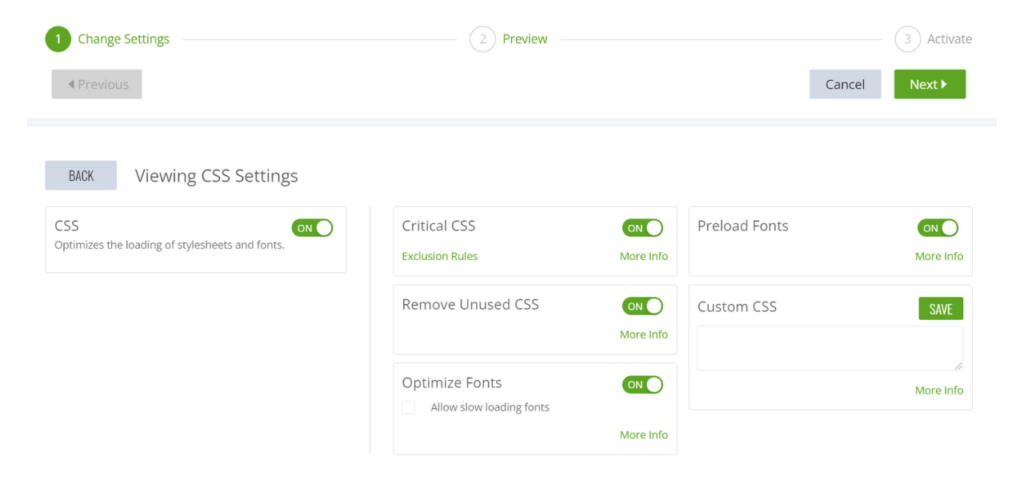 1 Change Settings 2 Preview 3 Activate
Previous Cancel Next
BACK Viewing CSS Settings
CSS ON
Optimizes the loading of stylesheets and fonts.
Critical CSS ON
Exclusion Rules More Info
Remove Unused CSS ON
More Info
Optimize Fonts ON
Allow slow loading fonts
More Info
Preload Fonts ON
More Info
Custom CSS SAVE
More Info